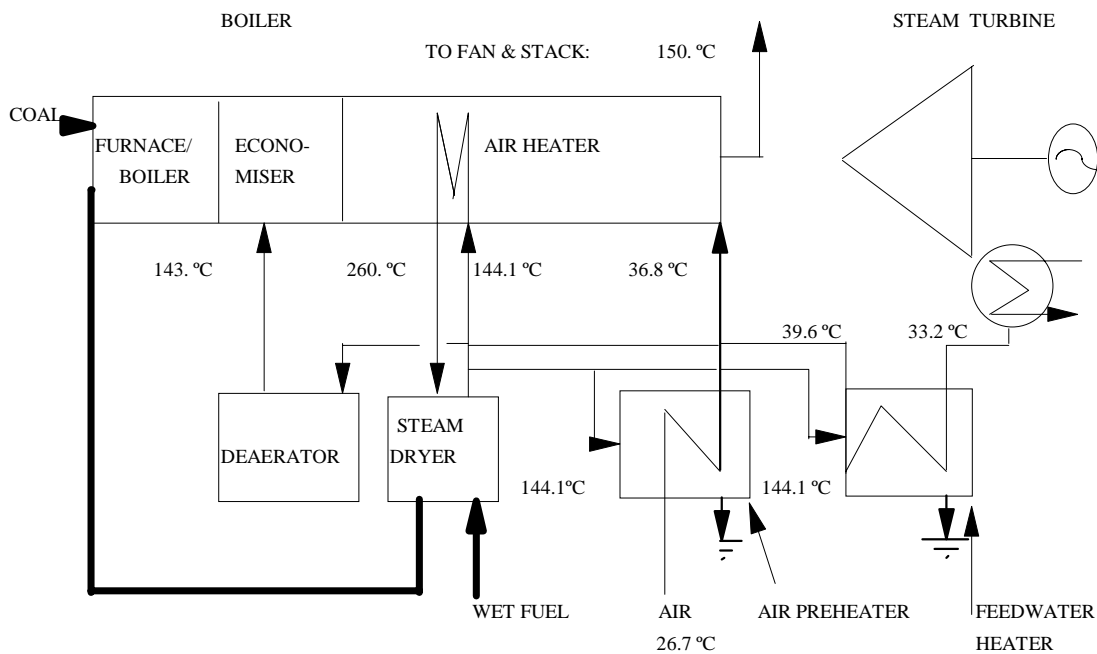 BOILER
STEAM TURBINE
TO FAN & STACK: 150. ºC
COAL
FURNACE/
BOILER
ECONO-
MISER
AIR HEATER
143. ºC
260. ºC
144.1 ºC
36.8 ºC
39.6 ºC
33.2 ºC
DEAERATOR
STEAM
DRYER
144.1ºC
144.1 ºC
WET FUEL
AIR
26.7 ºC
AIR PREHEATER
FEEDWATER
HEATER